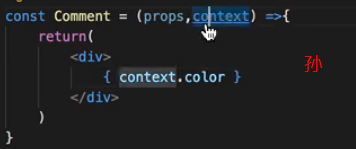 const Comment = (props,context) =>{
    return(
        <div>
            { context.color }
        </div>
    )
}
孙